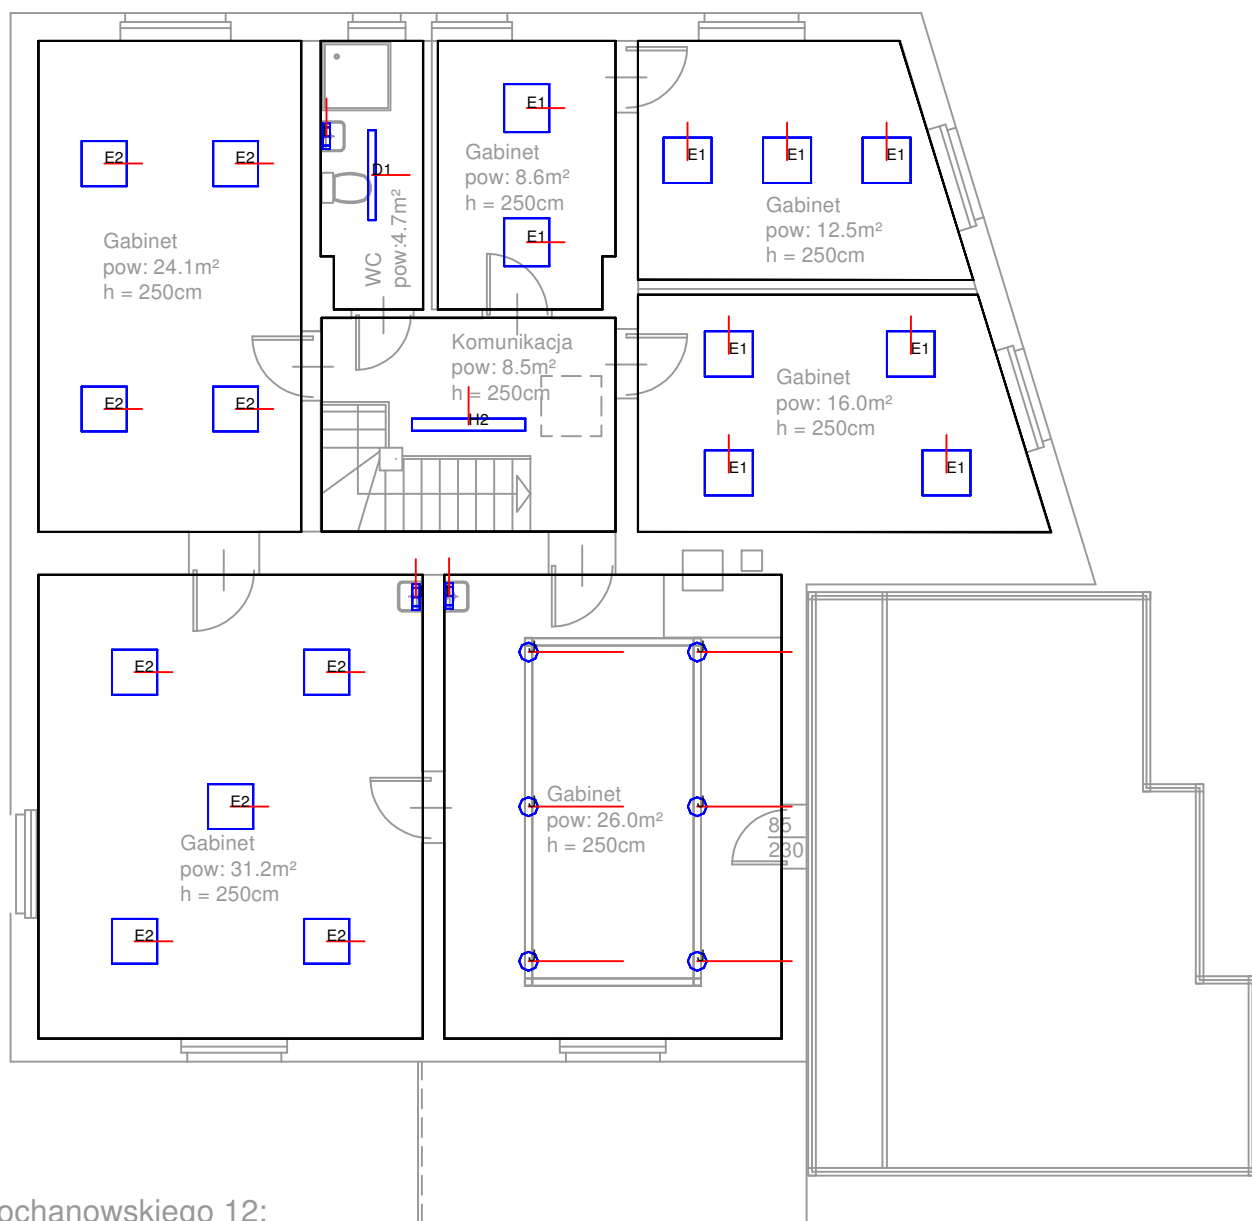 E1
E2
E2
D1
Gabinet
pow: 8.6m²
h = 250cm
E1
E1
E1
E1
Gabinet
pow: 12.5m²
h = 250cm
Gabinet
pow: 24.1m²
h = 250cm
WC
pow:4.7m²
Komunikacja
pow: 8.5m²
h = 250cm
H2
E1
E1
Gabinet
pow: 16.0m²
h = 250cm
E1
E1
E2
E2
E2
E2
E2
Gabinet
pow: 31.2m²
h = 250cm
E2
E2
Gabinet
pow: 26.0m²
h = 250cm
85
230
ochanowskiego 12: